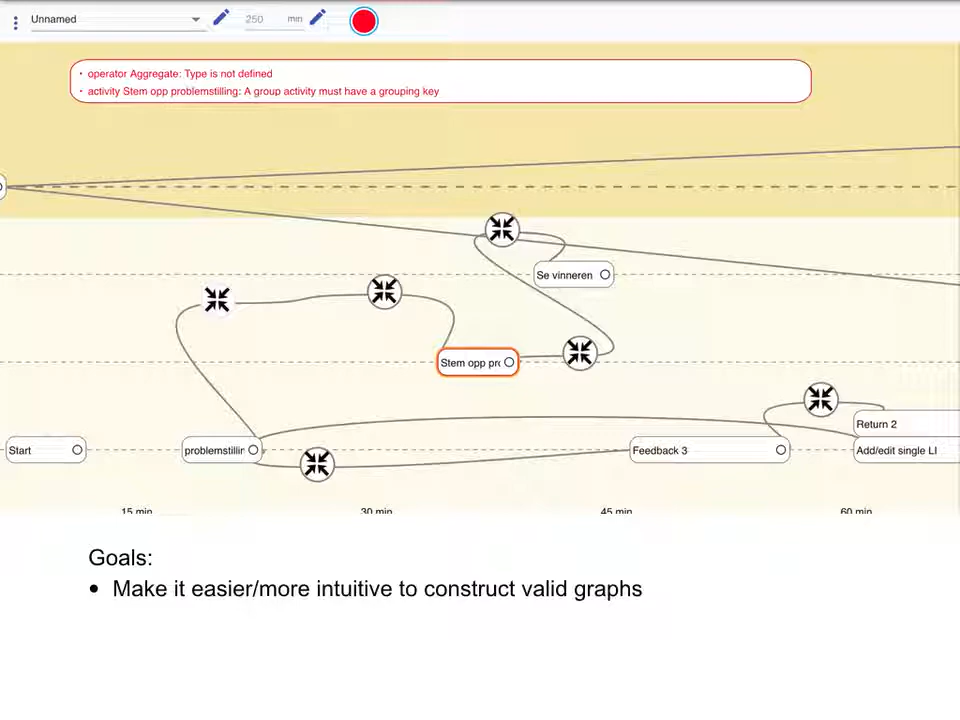 Unnamed
250 min
• operator Aggregate: Type is not defined
• activity Stem opp problemstilling: A group activity must have a grouping key
Se vinneren
Stem opp pro
Return 2
Start
problemstillin
Feedback 3
Add/edit single LI
15 min
30 min
45 min
60 min
Goals:
• Make it easier/more intuitive to construct valid graphs